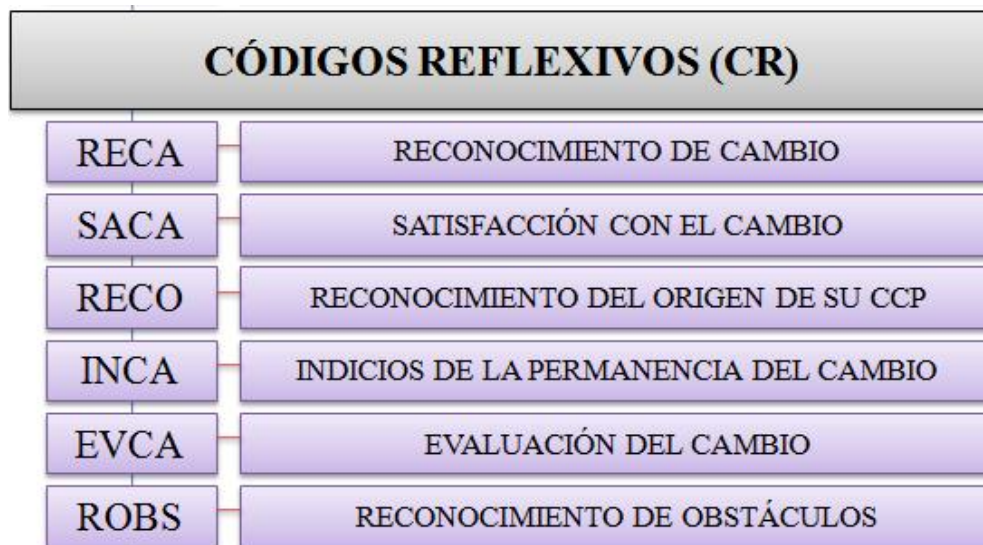 CÓDIGOS REFLEXIVOS (CR)
RECA RECONOCIMIENTO DE CAMBIO
SACA SATISFACCIÓN CON EL CAMBIO
RECO RECONOCIMIENTO DEL ORIGEN DE SU CCP
INCA INDICIOS DE LA PERMANENCIA DEL CAMBIO
EVCA EVALUACIÓN DEL CAMBIO
ROBS RECONOCIMIENTO DE OBSTÁCULOS